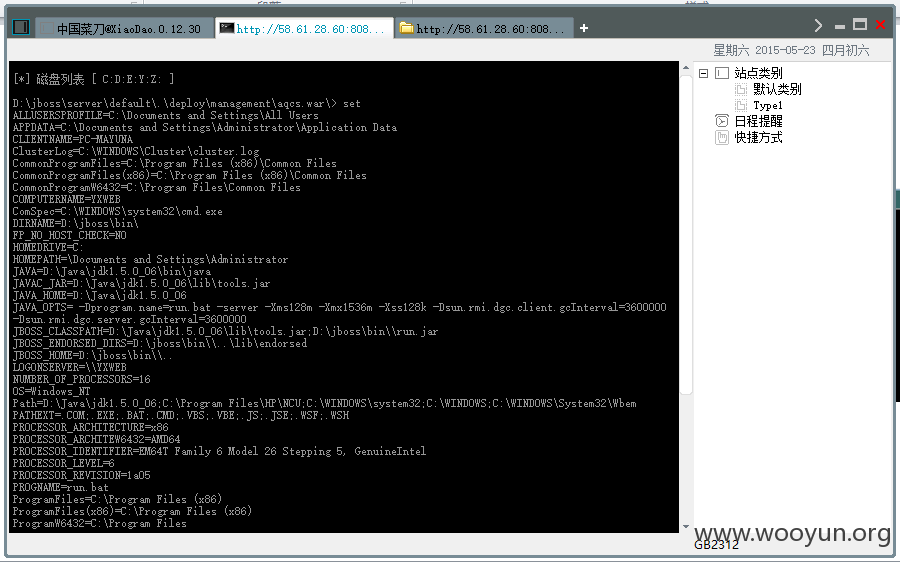 中国菜刀@XiaoDao.0.12.30
http://58.61.28.60:808...
http://58.61.28.60:808...
星期六 2015-05-23 四月初六
[*] 磁盘列表 [ C:D:E:Y:Z: ]
D:\jboss\server\default\.\deploy\management\aqcs.war\> set
ALLUSERSPROFILE=C:\Documents and Settings\All Users
APPDATA=C:\Documents and Settings\Administrator\Application Data
CLIENTNAME=PC-MAYUNA
ClusterLog=C:\WINDOWS\Cluster\cluster.log
CommonProgramFiles=C:\Program Files (x86)\Common Files
CommonProgramFiles(x86)=C:\Program Files (x86)\Common Files
CommonProgramW6432=C:\Program Files\Common Files
COMPUTERNAME=YXWEB
ComSpec=C:\WINDOWS\system32\cmd.exe
DIRNAME=D:\jboss\bin\
FP_NO_HOST_CHECK=NO
HOMEDRIVE=C:
HOMEPATH=\Documents and Settings\Administrator
JAVA=D:\Java\jdk1.5.0_06\bin\java
JAVAC_JAR=D:\Java\jdk1.5.0_06\lib\tools.jar
JAVA_HOME=D:\Java\jdk1.5.0_06
JAVA_OPTS= -Dprogram.name=run.bat -server -Xms128m -Xmx1536m -Xss128k -Dsun.rmi.dgc.client.gcInterval=3600000
-Dsun.rmi.dgc.server.gcInterval=3600000
JBOSS_CLASSPATH=D:\Java\jdk1.5.0_06\lib\tools.jar;D:\jboss\bin\\run.jar
JBOSS_ENDORSED_DIRS=D:\jboss\bin\\..\lib\endorsed
JBOSS_HOME=D:\jboss\bin\\..
LOGONSERVER=\\YXWEB
NUMBER_OF_PROCESSORS=16
OS=Windows_NT
Path=D:\Java\jdk1.5.0_06;C:\Program Files\HP\NCU;C:\WINDOWS\system32;C:\WINDOWS;C:\WINDOWS\System32\Wbem
PATHEXT=.COM;.EXE;.BAT;.CMD;.VBS;.VBE;.JS;.JSE;.WSF;.WSH
PROCESSOR_ARCHITECTURE=x86
PROCESSOR_ARCHITEW6432=AMD64
PROCESSOR_IDENTIFIER=EM64T Family 6 Model 26 Stepping 5, GenuineIntel
PROCESSOR_LEVEL=6
PROCESSOR_REVISION=1a05
PROGNAME=run.bat
ProgramFiles=C:\Program Files (x86)
ProgramFiles(x86)=C:\Program Files (x86)
ProgramW6432=C:\Program Files
站点类别
默认类别
Type1
日程提醒
快捷方式
www.wooyun.org
GB2312